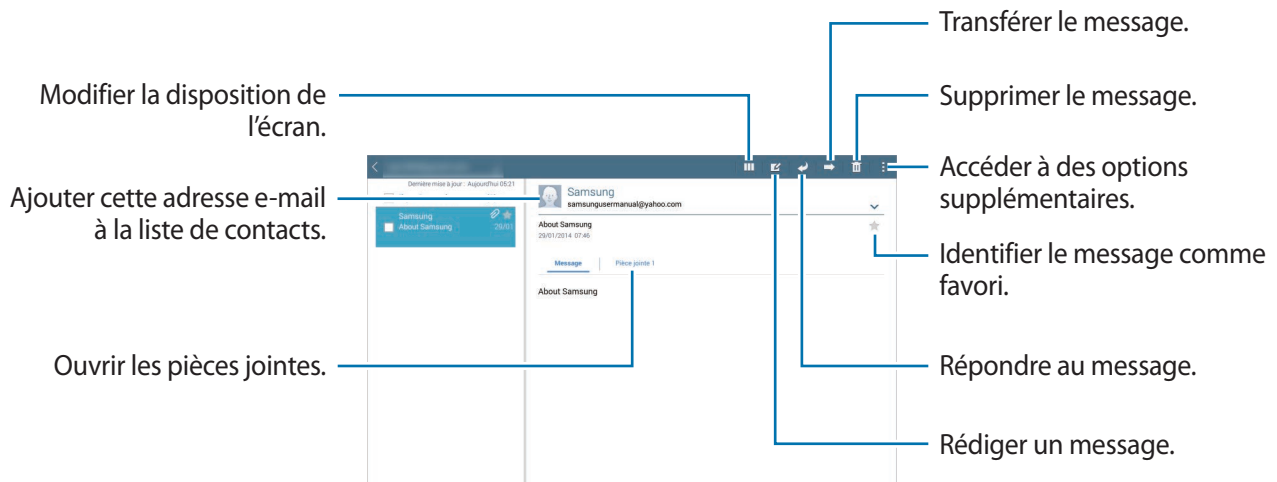 Transférer le message.
Modifier la disposition de
l'écran.
Supprimer le message.
Accéder à des options
supplémentaires.
Ajouter cette adresse e-mail
à la liste de contacts.
Dernière mise à jour : Aujourd'hui 05:21
Samsung
About Samsung 29/01
Samsung
samsungusermanual@yahoo.com
About Samsung
29/01/2014 07:46
Message
Pièce jointe 1
About Samsung
Identifier le message comme
favori.
Ouvrir les pièces jointes.
Répondre au message.
Rédiger un message.